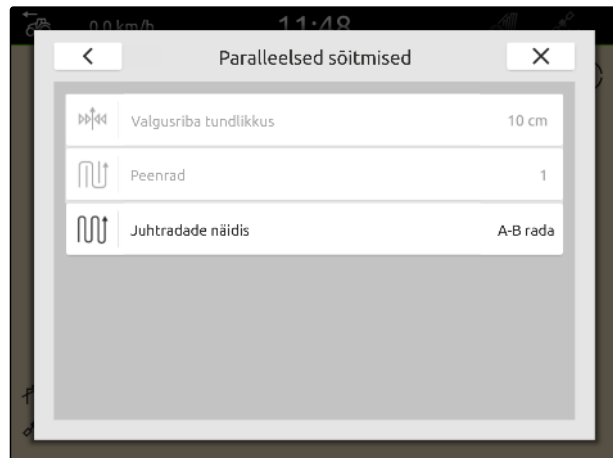 0.0 km/h 11:48
Paralleelsed sõitmised
Valgusriba tundlikkus 10 cm
Peenrad 1
Juhtradade näidis A-B rada